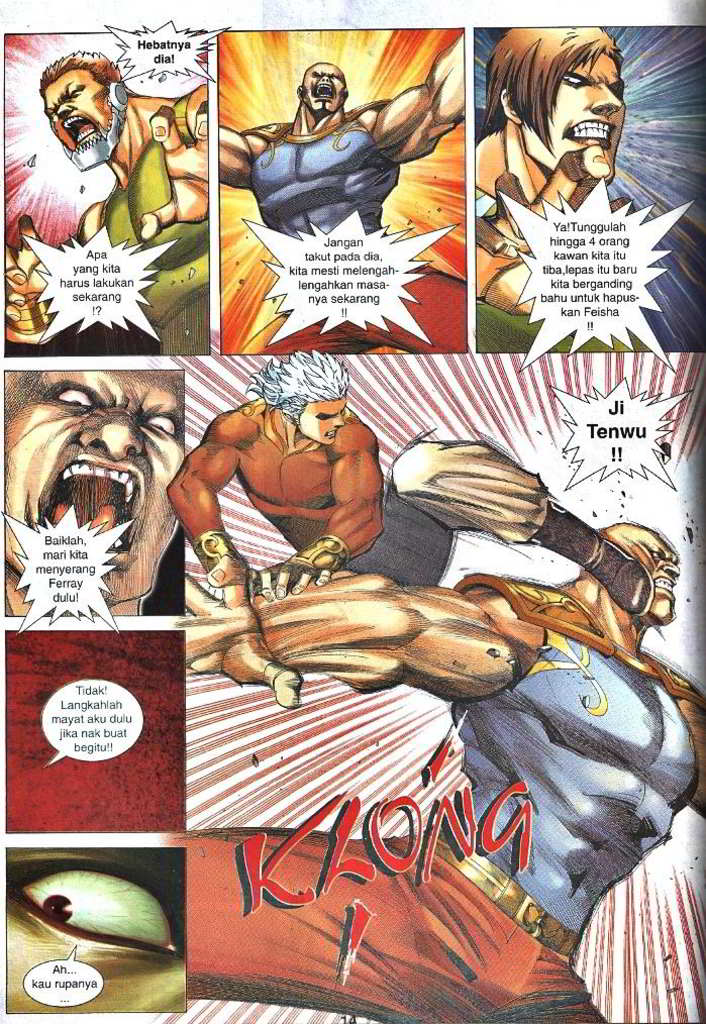 Hebatnya
dia!
Apa
yang kita
harus lakukan
sekarang
!?
Jangan
takut pada dia,
kita mesti melengah-
lengahkan masa-
nya sekarang
!!
Ya!Tunggulah
hingga 4 orang
kawan kita itu
tiba,lepas itu baru
kita berganding
bahu untuk hapus-
kan Feisha
!!
Baiklah,
mari kita
menyerang
Ferray
dulu!
Ji
Tenwu
!!
Tidak!
Langkahlah
mayat aku dulu
jika nak buat
begitu!!
KLONG
!
Ah...
kau rupanya
...